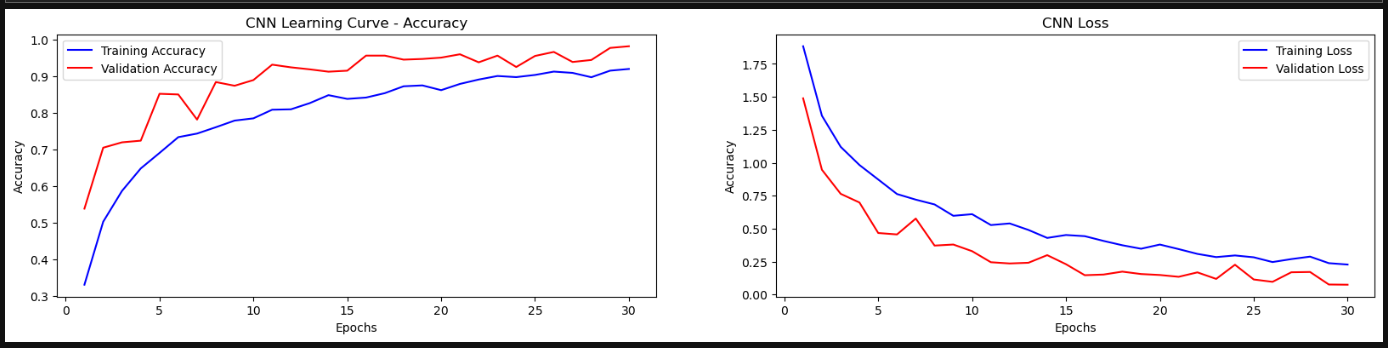 CNN Learning Curve - Accuracy
Training Accuracy
Validation Accuracy
Accuracy
1.0
0.9
0.8
0.7
0.6
0.5
0.4
0.3
0 5 10 15 20 25 30
Epochs
CNN Loss
Training Loss
Validation Loss
Accuracy
1.75
1.50
1.25
1.00
0.75
0.50
0.25
0.00
0 5 10 15 20 25 30
Epochs